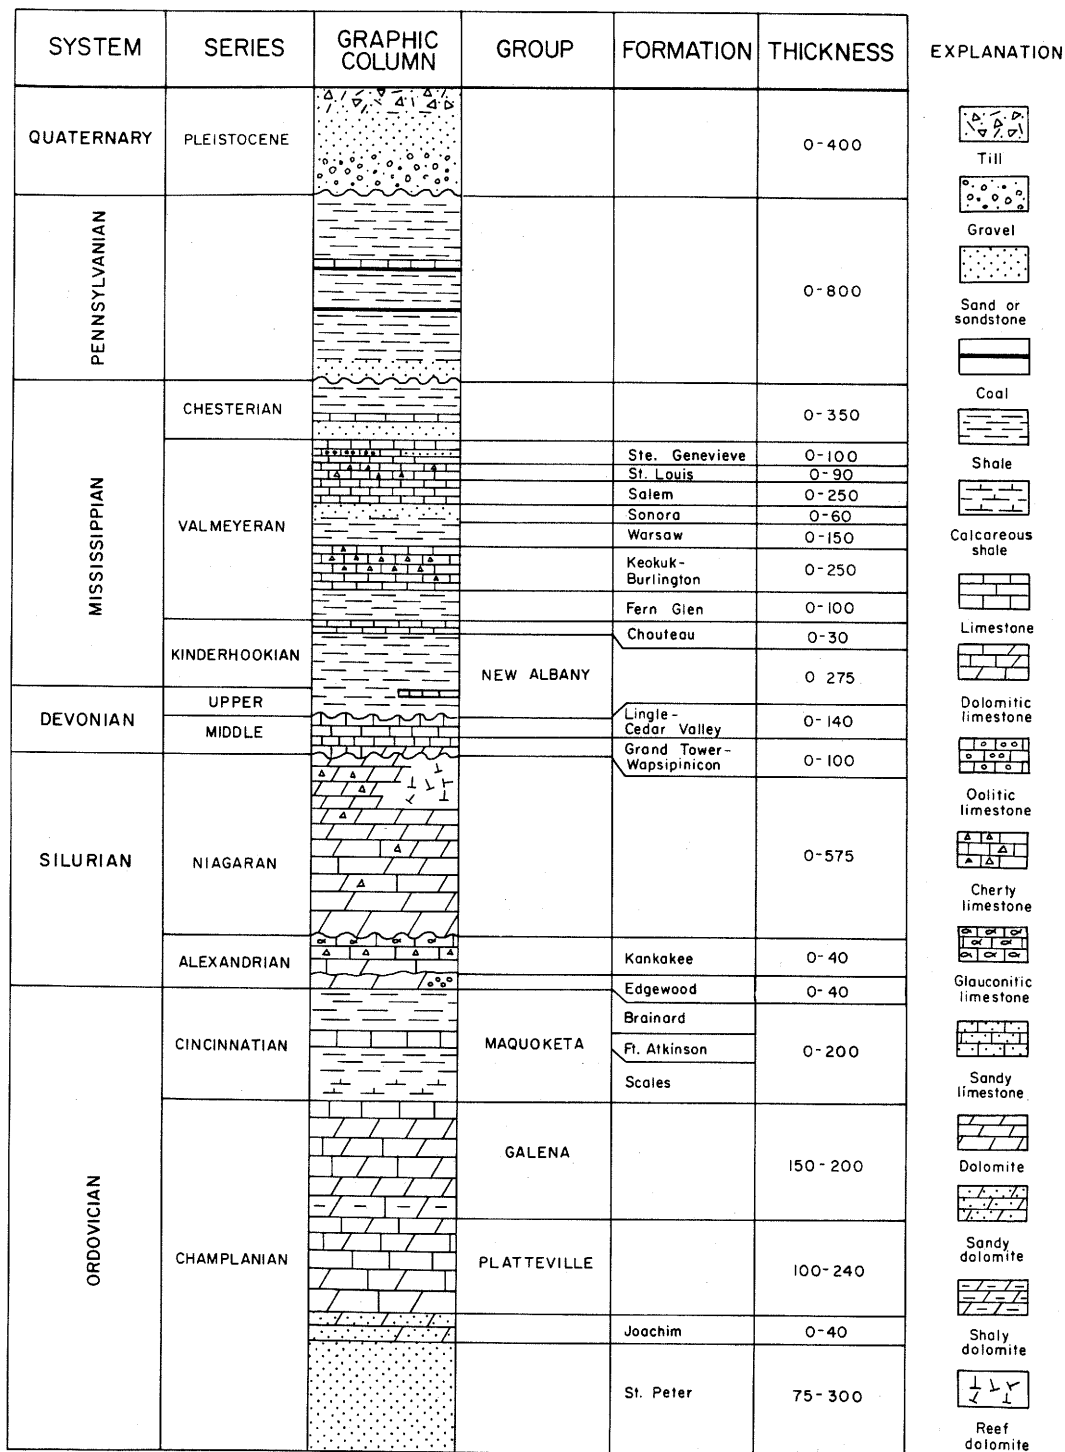 SYSTEM
SERIES
GRAPHIC
COLUMN
GROUP
FORMATION
THICKNESS
QUATERNARY
PLEISTOCENE
0-400
PENNSYLVANIAN
0-800
MISSISSIPPIAN
CHESTERIAN
0-350
VALMEYERAN
Ste. Genevieve
0-100
St. Louis
0-90
Salem
0-250
Sonora
0-60
Warsaw
0-150
Keokuk-
Burlington
0-250
Fern Glen
0-100
KINDERHOOKIAN
Chouteau
0-30
NEW ALBANY
0 275
DEVONIAN
UPPER
MIDDLE
Lingle-
Cedar Valley
0-140
Grand Tower-
Wapsipinicon
0-100
SILURIAN
NIAGARAN
0-575
ALEXANDRIAN
Kankakee
0-40
Edgewood
0-40
ORDOVICIAN
CINCINNATIAN
MAQUOKETA
Brainard
Ft. Atkinson
Scales
0-200
CHAMPLANIAN
GALENA
150-200
PLATTEVILLE
100-240
Joachim
0-40
St. Peter
75-300
EXPLANATION
Till
Gravel
Sand or
sandstone
Coal
Shale
Calcareous
shale
Limestone
Dolomitic
limestone
Oolitic
limestone
Cherty
limestone
Glauconitic
limestone
Sandy
limestone
Dolomite
Sandy
dolomite
Shaly
dolomite
Reef
dolomite